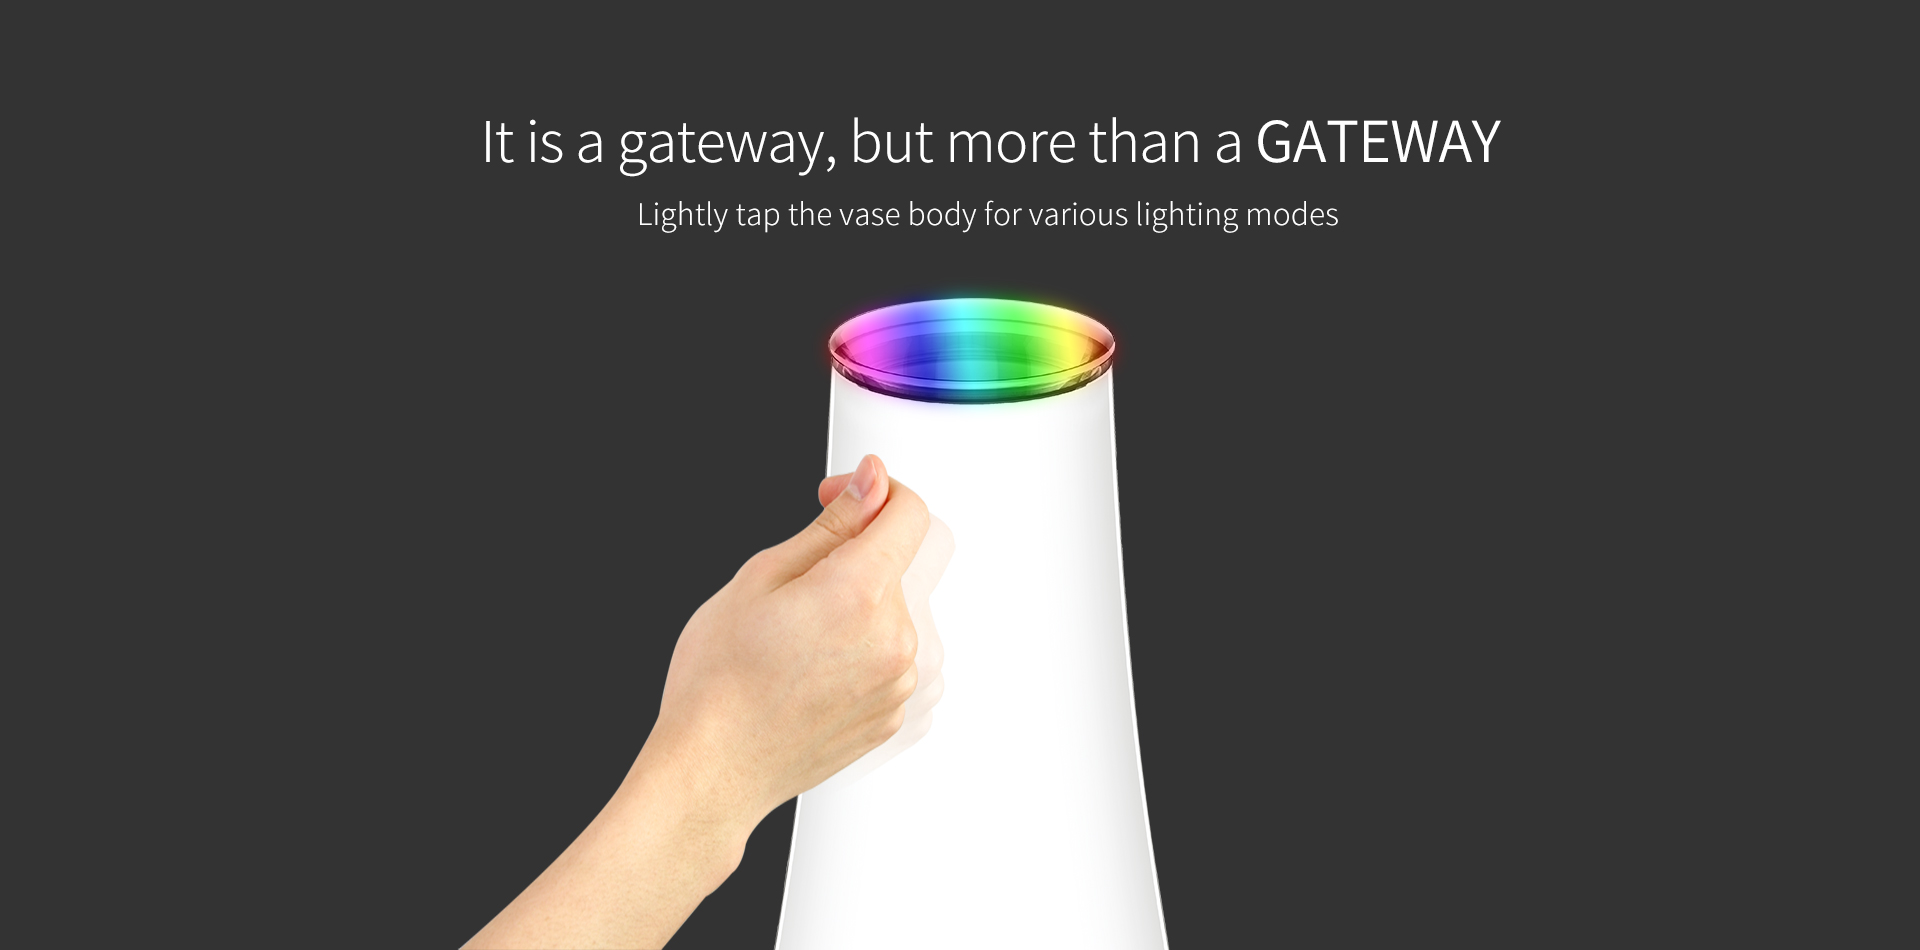 It is a gateway, but more than a GATEWAY
Lightly tap the vase body for various lighting modes